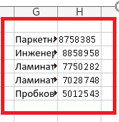 G H
Паркетн 8758385
Инженер 8858958
Ламинат 7750282
Ламинат 7028748
Пробков 5012543